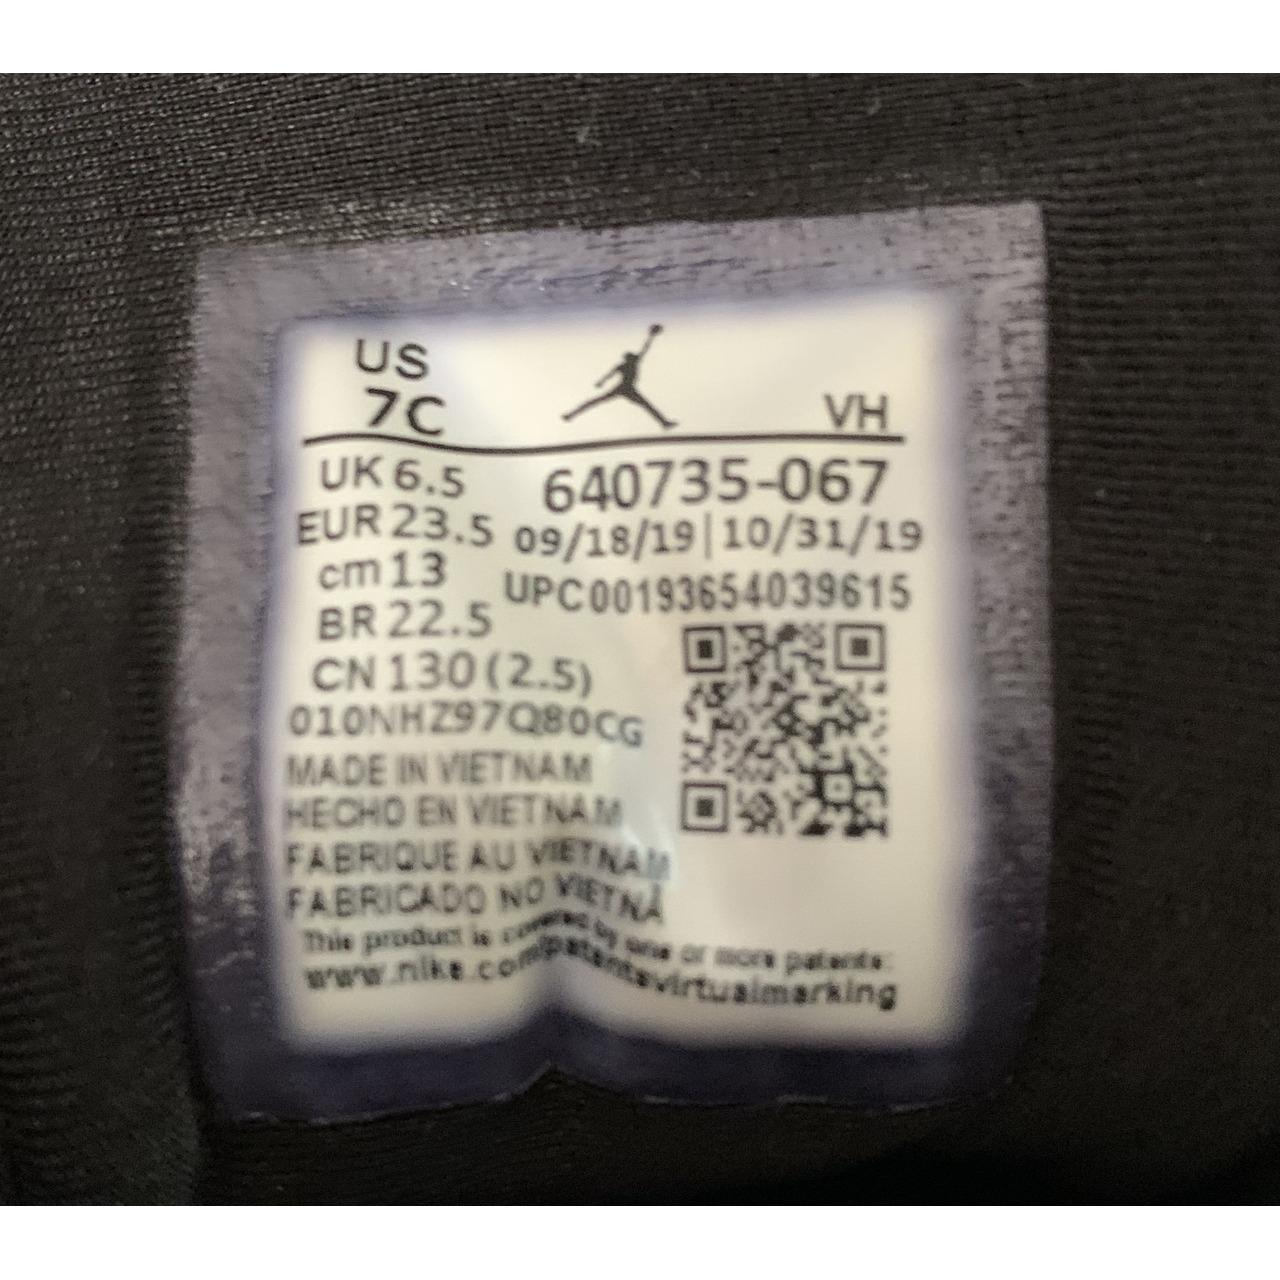 US
7C
VH
UK 6.5
640735-067
EUR 23.5
09/18/19 | 10/31/19
cm 13
UPC00193654039615
BR 22.5
CN 130 (2.5)
010NHZ97Q80CG
MADE IN VIETNAM
HECHO EN VIETNAM
FABRIQUE AU VIETNAM
FABRICADO NO VIETNÃ
This product is covered by one or more patents:
www.nike.com/patentsvirtualmarking